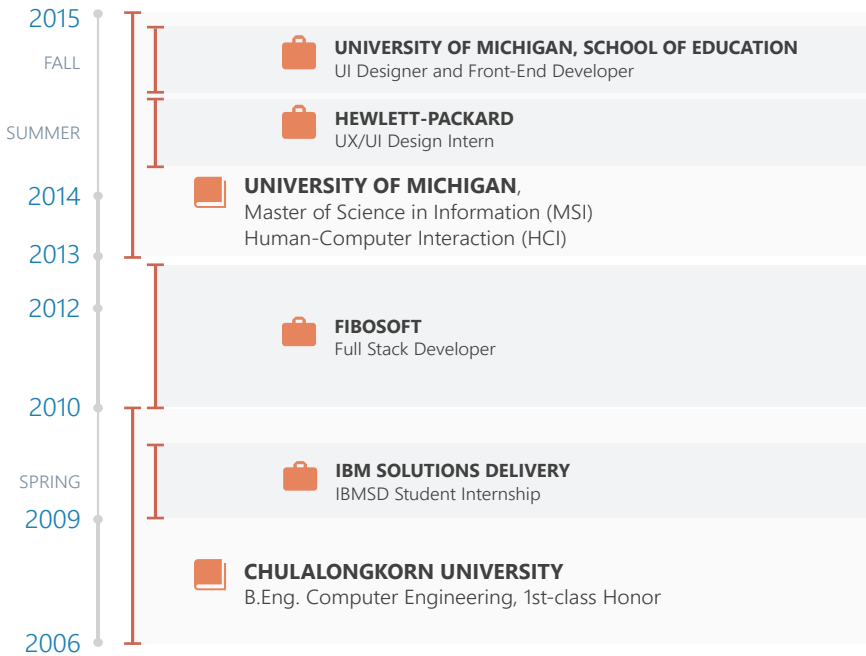 2015
FALL
UNIVERSITY OF MICHIGAN, SCHOOL OF EDUCATION
UI Designer and Front-End Developer
SUMMER
HEWLETT-PACKARD
UX/UI Design Intern
2014
UNIVERSITY OF MICHIGAN,
Master of Science in Information (MSI)
Human-Computer Interaction (HCI)
2013
2012
FIBOSOFT
Full Stack Developer
2010
SPRING
IBM SOLUTIONS DELIVERY
IBMSD Student Internship
2009
CHULALONGKORN UNIVERSITY
B.Eng. Computer Engineering, 1st-class Honor
2006